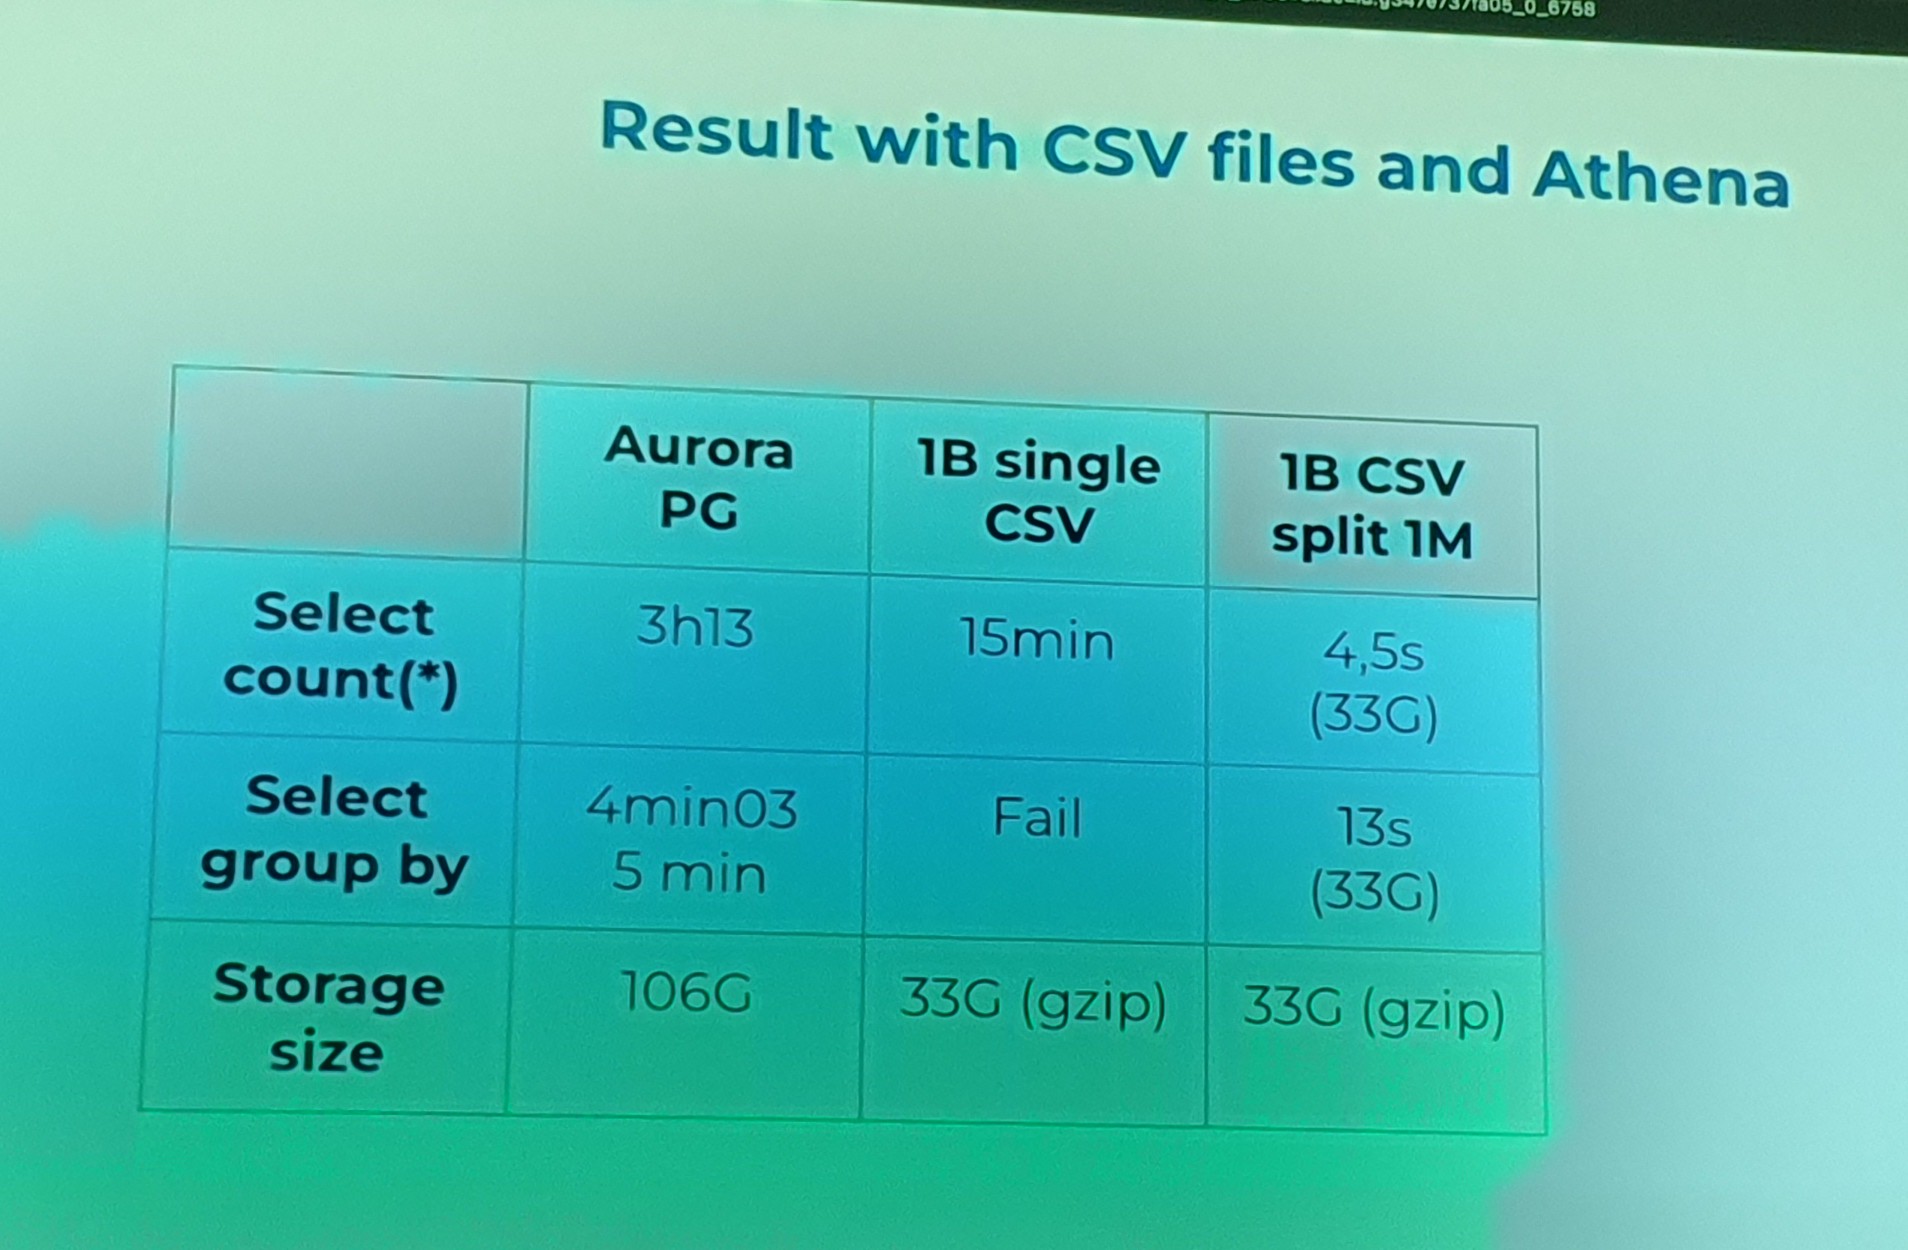 Result with CSV files and Athena
Aurora
PG
1B single
CSV
1B CSV
split 1M
Select
count(*)
3h13
15min
4,5s
(33G)
Select
group by
4min03
5 min
Fail
13s
(33G)
Storage
size
106G
33G (gzip)
33G (gzip)